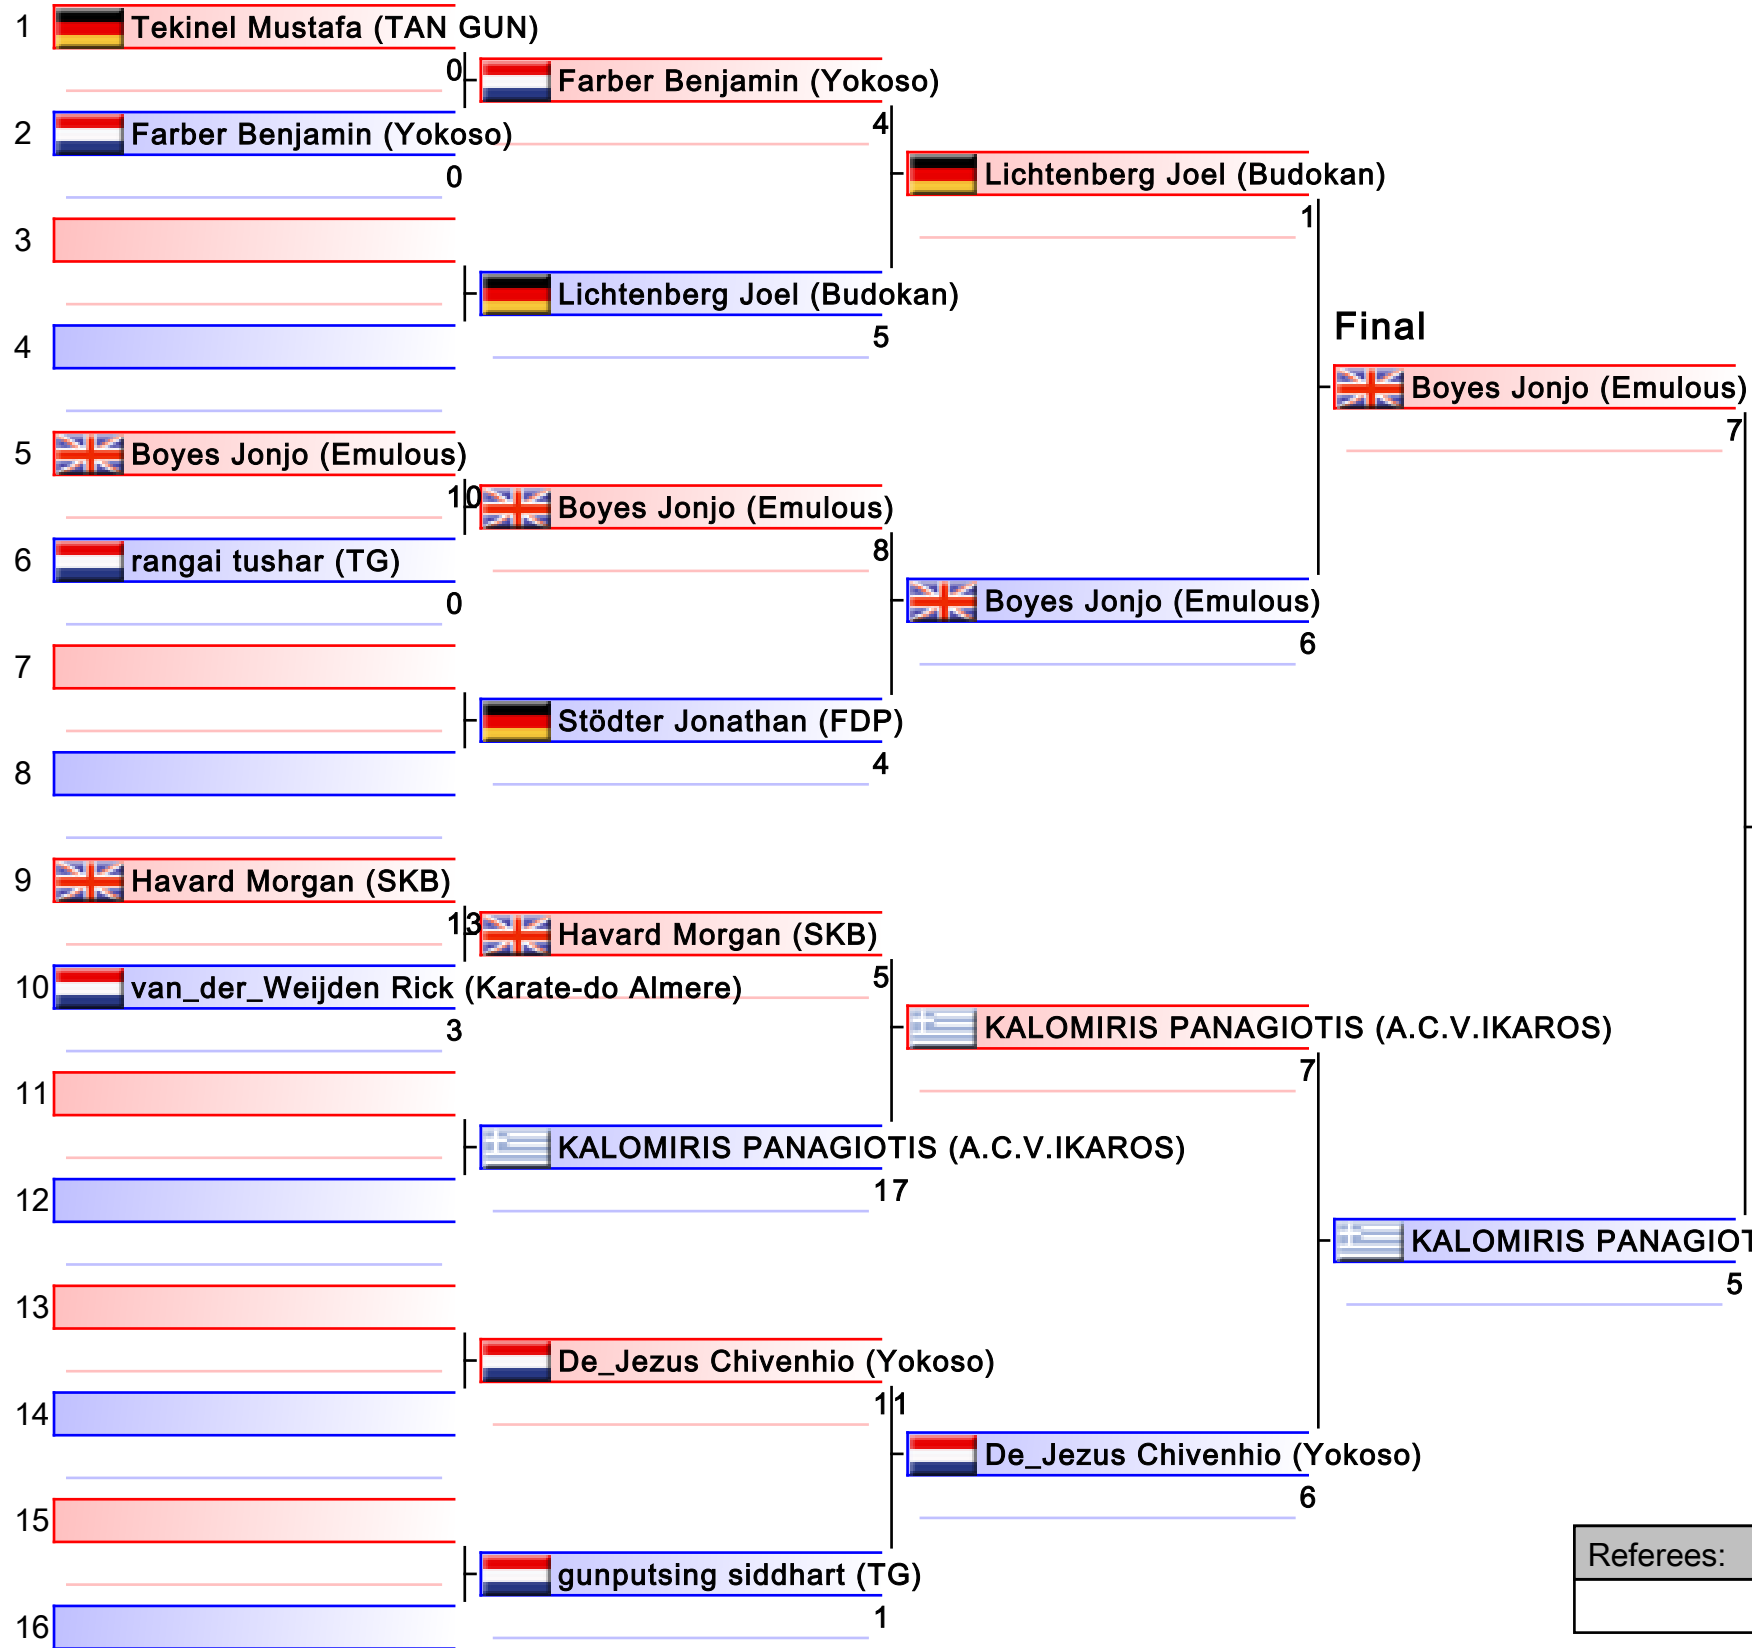 1 Tekinel Mustafa (TAN GUN)
0
Farber Benjamin (Yokoso)
4
2 Farber Benjamin (Yokoso)
0
Lichtenberg Joel (Budokan)
1
3
Lichtenberg Joel (Budokan)
5
4
Final
Boyes Jonjo (Emulous)
7
5 Boyes Jonjo (Emulous)
10
Boyes Jonjo (Emulous)
8
6 rangai tushar (TG)
0
Boyes Jonjo (Emulous)
6
7
Stödter Jonathan (FDP)
4
8
9 Havard Morgan (SKB)
13
Havard Morgan (SKB)
5
10 van_der_Weijden Rick (Karate-do Almere)
3
KALOMIRIS PANAGIOTIS (A.C.V.IKAROS)
7
11
KALOMIRIS PANAGIOTIS (A.C.V.IKAROS)
17
12
KALOMIRIS PANAGIOT
5
13
De_Jezus Chivenhio (Yokoso)
11
14
De_Jezus Chivenhio (Yokoso)
6
15
gunputsing siddhart (TG)
1
16
Referees: